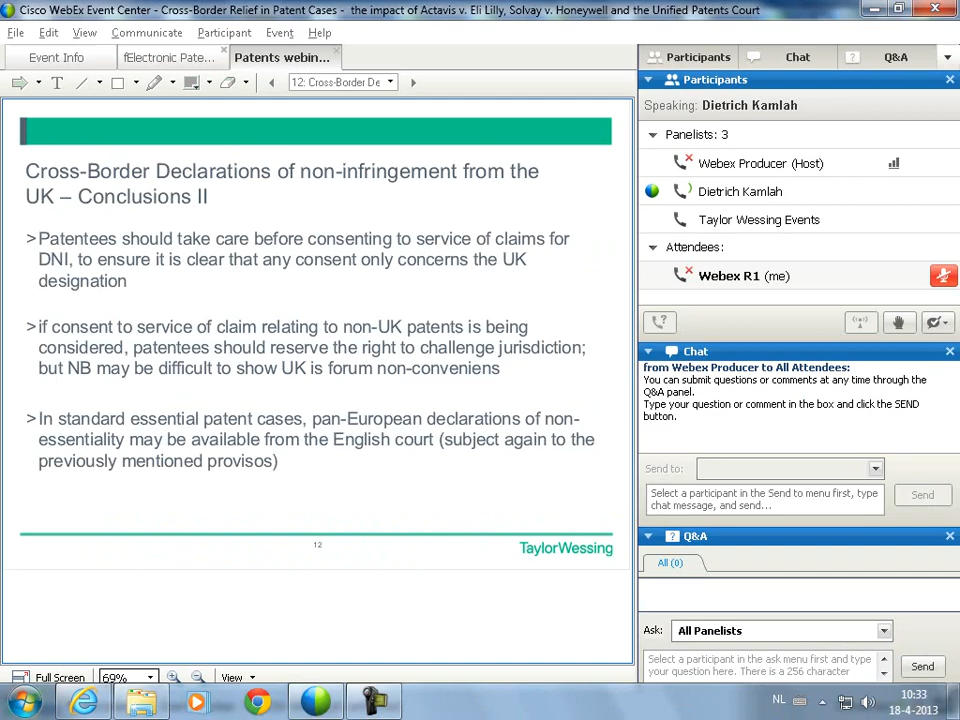 Cisco WebEx Event Center - Cross-Border Relief in Patent Cases - the impact of Actavis v. Eli Lilly, Solvay v. Honeywell and the Unified Patents Court
File Edit View Communicate Participant Event Help
Event Info
fElectronic Pate...
Patents webin...
Participants
Chat
Q&A
12: Cross-Border De
Participants
Speaking: Dietrich Kamlah
Panelists: 3
Webex Producer (Host)
Dietrich Kamlah
Taylor Wessing Events
Attendees:
Webex R1 (me)
Cross-Border Declarations of non-infringement from the
UK – Conclusions II
>Patentees should take care before consenting to service of claims for
DNI, to ensure it is clear that any consent only concerns the UK
designation
>if consent to service of claim relating to non-UK patents is being
considered, patentees should reserve the right to challenge jurisdiction;
but NB may be difficult to show UK is forum non-conveniens
>In standard essential patent cases, pan-European declarations of non-
essentiality may be available from the English court (subject again to the
previously mentioned provisos)
12
TaylorWessing
Chat
from Webex Producer to All Attendees:
You can submit questions or comments at any time through the
Q&A panel.
Type your question or comment in the box and click the SEND
button.
Send to:
Select a participant in the Send to menu first, type
chat message, and send...
Send
Q&A
All (0)
Ask: All Panelists
Select a participant in the ask menu first and type
your question here. There is a 256 character
Send
Full Screen 69% View
NL
10:33
18-4-2013